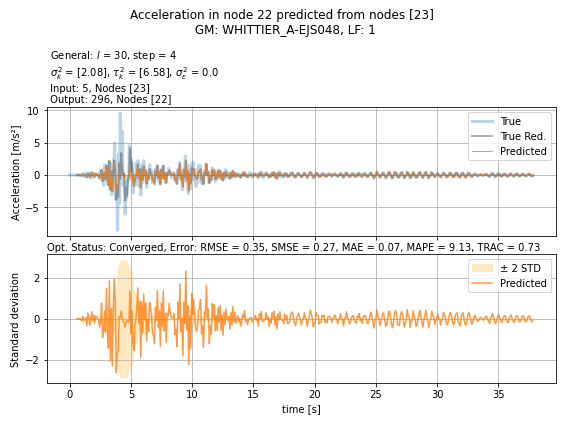 Acceleration in node 22 predicted from nodes [23]
GM: WHITTIER_A-EJS048, LF: 1
General: l = 30, step = 4
σ²ₖ = [2.08], τ²ₖ = [6.58], σ²ε = 0.0
Input: 5, Nodes [23]
Output: 296, Nodes [22]
Acceleration [m/s²]
10
5
0
−5
True
True Red.
Predicted
Opt. Status: Converged, Error: RMSE = 0.35, SMSE = 0.27, MAE = 0.07, MAPE = 9.13, TRAC = 0.73
Standard deviation
2
0
−2
± 2 STD
Predicted
0 5 10 15 20 25 30 35
time [s]